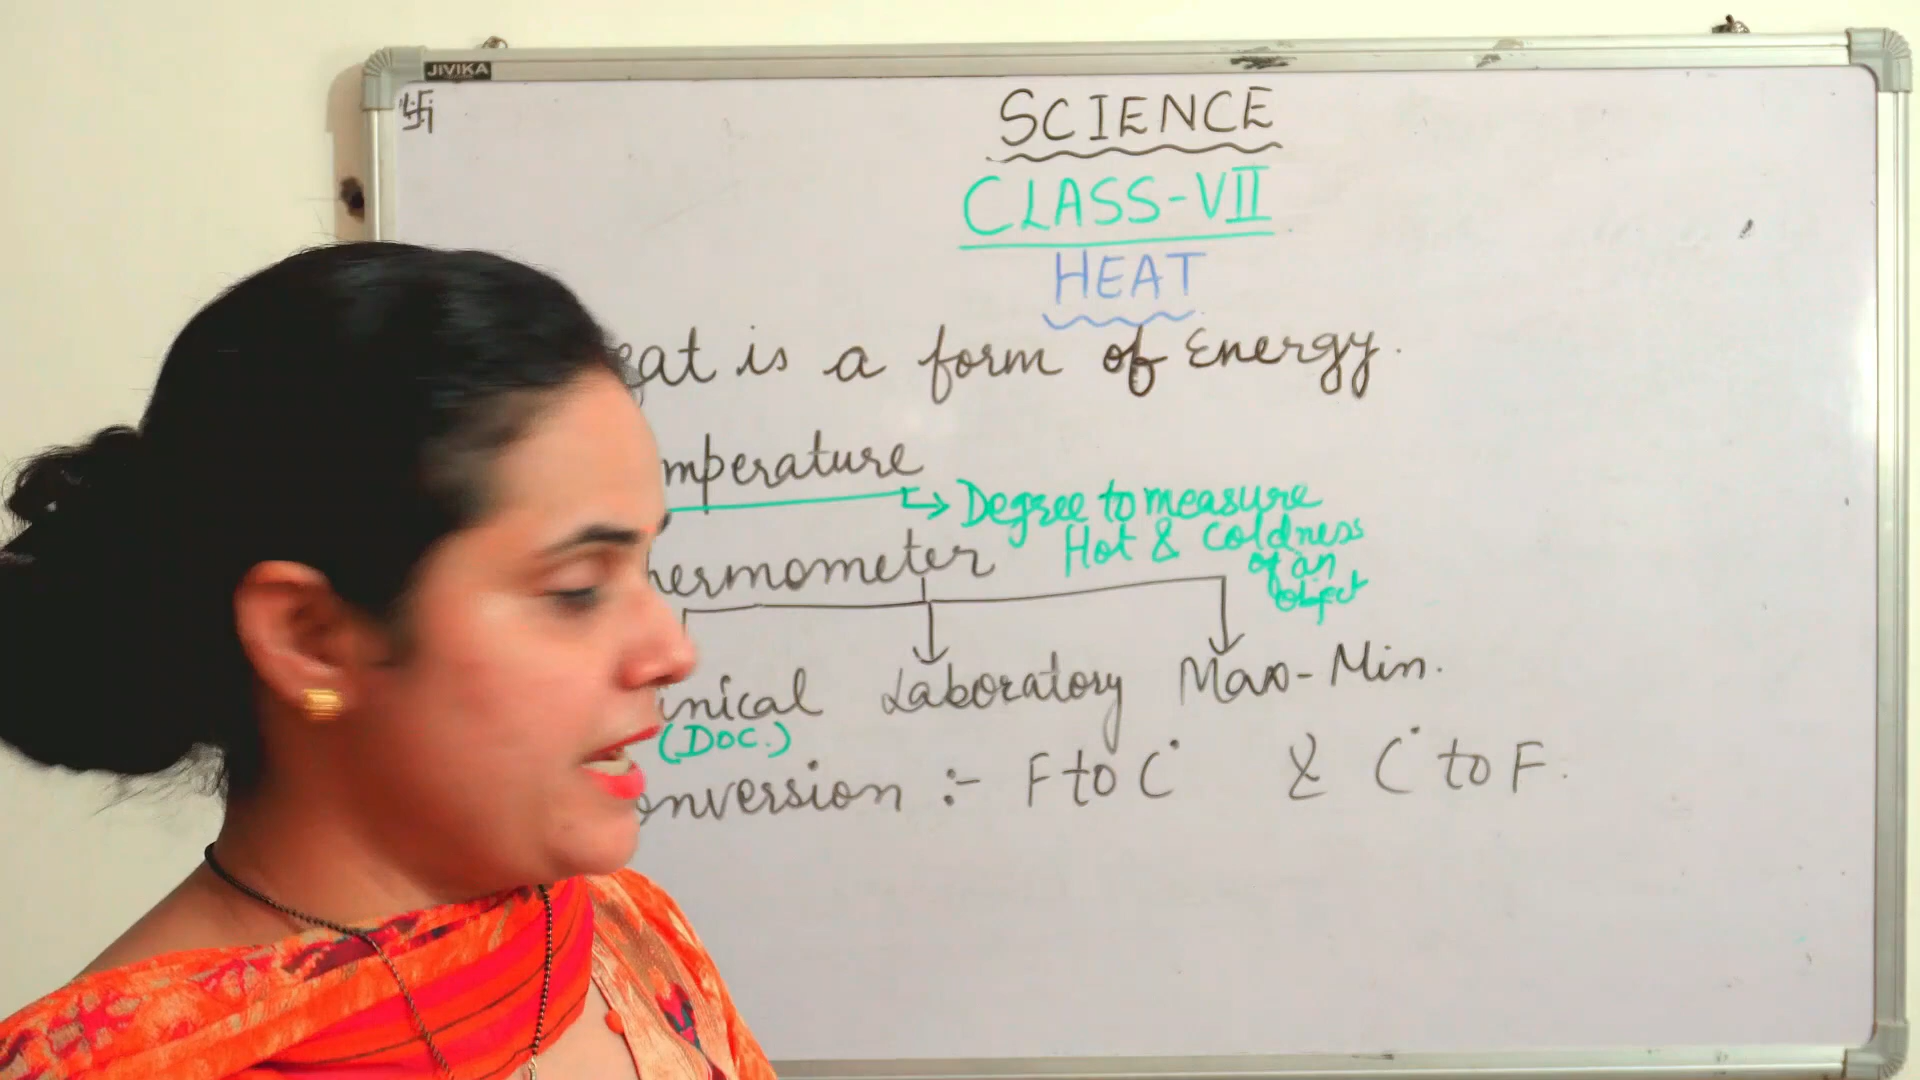 JIVIKA
卐
SCIENCE
CLASS-VII
HEAT
eat is a form of Energy.
mperature
Degree to measure
Hot & coldness
of an
object
hermometer
inical Laboratory Max-Min.
(Doc.)
onversion :- F to C° & C° to F.